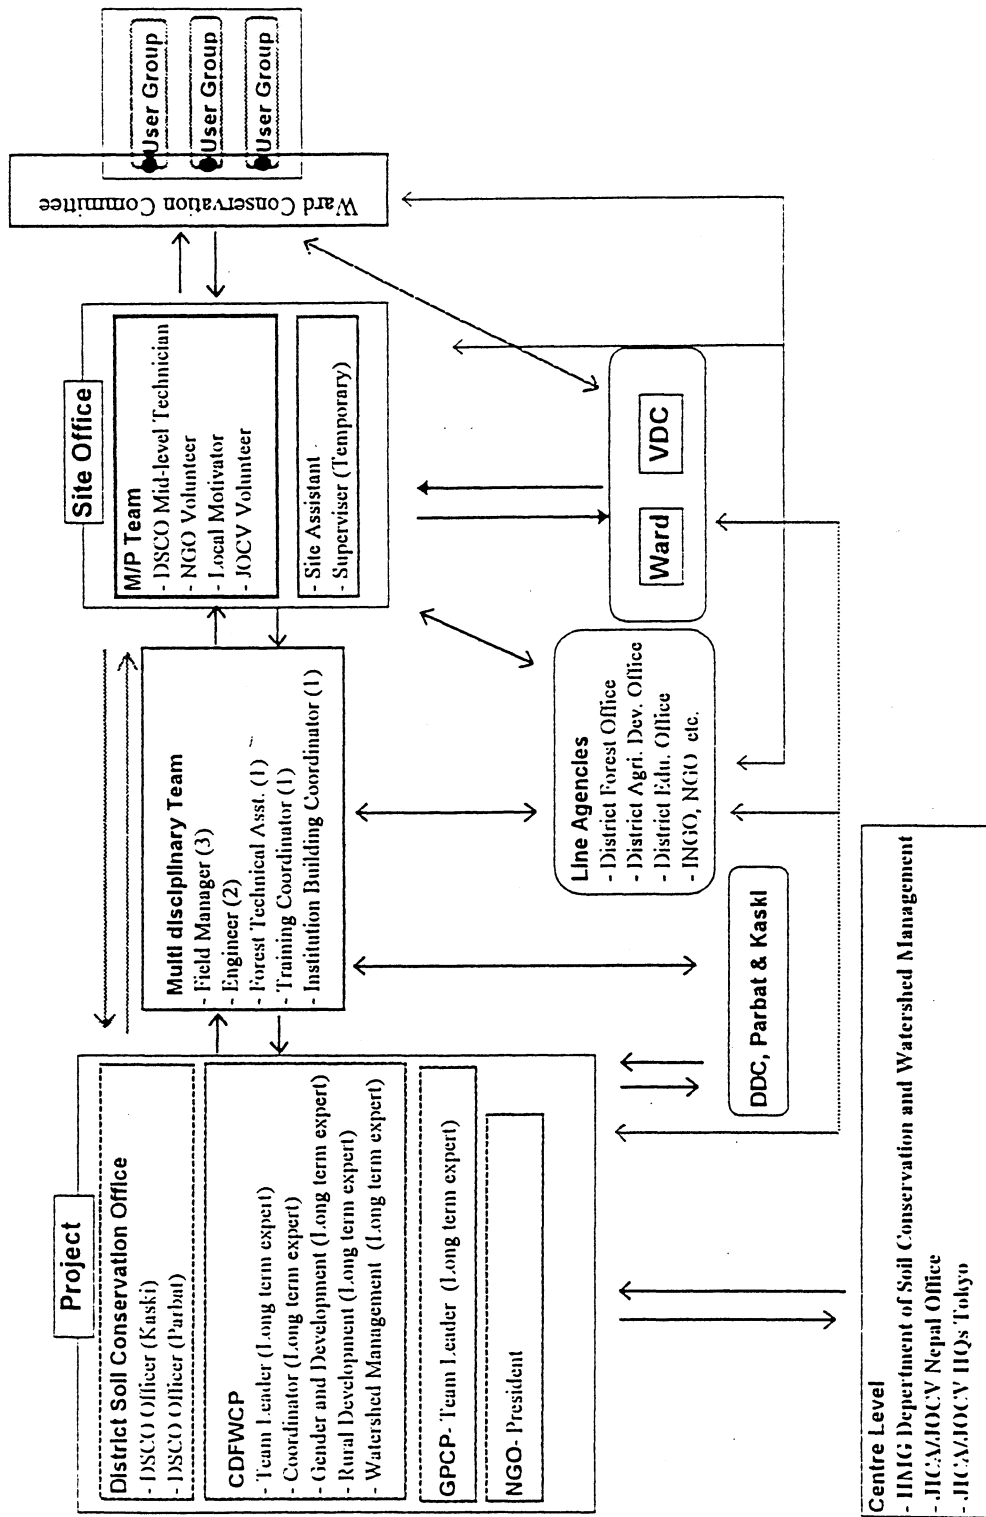 Project
District Soil Conservation Office
- DSCO Officer (Kaski)
- DSCO Officer (Parbat)
CDFWCP
- Team Leader (Long term expert)
- Coordinator (Long term expert)
- Gender and Development (Long term expert)
- Rural Development (Long term expert)
- Watershed Management (Long term expert)
GPCP- Team Leader (Long term expert)
NGO- President
Multi disciplinary Team
- Field Manager (3)
- Engineer (2)
- Forest Technical Asst. (1)
- Training Coordinator (1)
- Institution Building Coordinator (1)
Site Office
M/P Team
- DSCO Mid-level Technician
- NGO Volunteer
- Local Motivator
- JOCV Volunteer
- Site Assistant
- Superviser (Temporary)
Ward Conservation Committee
User Group
User Group
User Group
Line Agencies
- District Forest Office
- District Agri. Dev. Office
- District Edu. Office
- INGO, NGO etc.
Ward
VDC
DDC, Parbat & Kaski
Centre Level
- HMG Department of Soil Conservation and Watershed Management
- JICA/JOCV Nepal Office
- JICA/JOCV HQs Tokyo